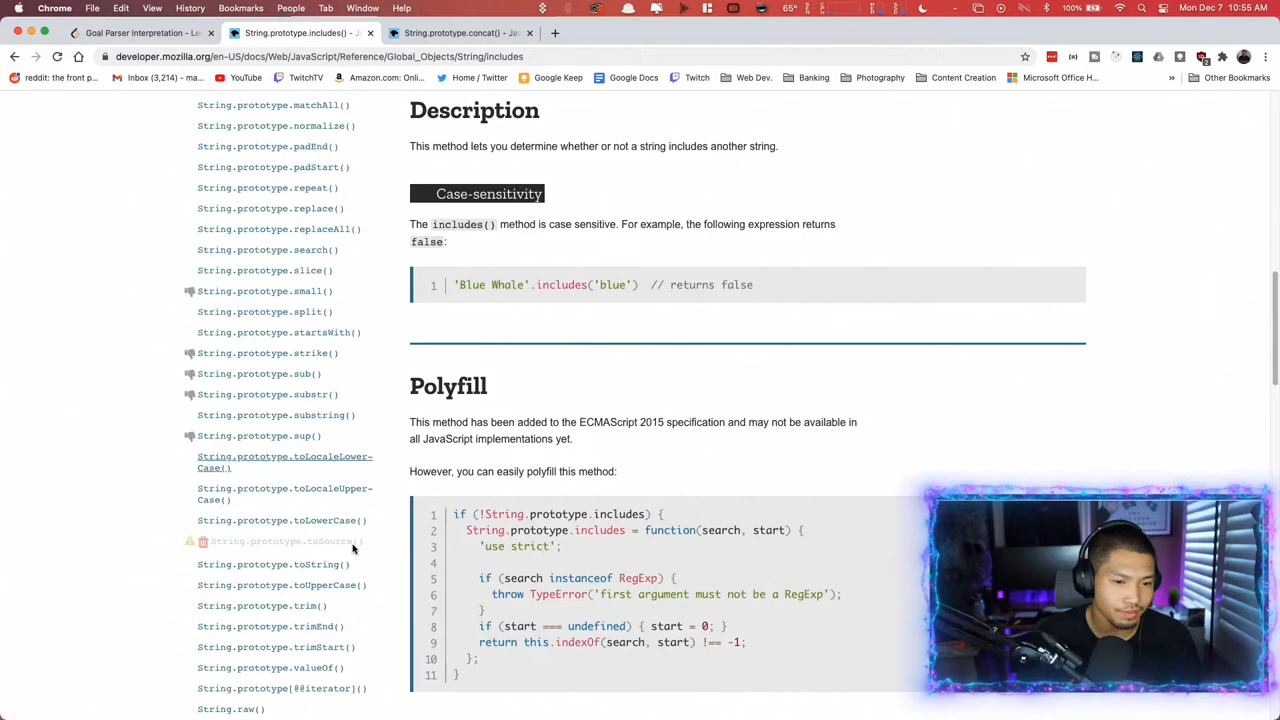 Chrome File Edit View History Bookmarks People Tab Window Help
100% Mon Dec 7 10:55 AM
Goal Parser Interpretation - Le
String.prototype.includes() - J
String.prototype.concat() - Jav
developer.mozilla.org/en-US/docs/Web/JavaScript/Reference/Global_Objects/String/includes
reddit: the front p... Inbox (3,214) - ma... YouTube TwitchTV Amazon.com: Onlin... Home / Twitter Google Keep Google Docs Twitch Web Dev. Banking Photography Content Creation Microsoft Office H... » Other Bookmarks
String.prototype.matchAll()
String.prototype.normalize()
String.prototype.padEnd()
String.prototype.padStart()
String.prototype.repeat()
String.prototype.replace()
String.prototype.replaceAll()
String.prototype.search()
String.prototype.slice()
String.prototype.small()
String.prototype.split()
String.prototype.startsWith()
String.prototype.strike()
String.prototype.sub()
String.prototype.substr()
String.prototype.substring()
String.prototype.sup()
String.prototype.toLocaleLower-
Case()
String.prototype.toLocaleUpper-
Case()
String.prototype.toLowerCase()
String.prototype.toSource()
String.prototype.toString()
String.prototype.toUpperCase()
String.prototype.trim()
String.prototype.trimEnd()
String.prototype.trimStart()
String.prototype.valueOf()
String.prototype[@@iterator]()
String.raw()
Description
This method lets you determine whether or not a string includes another string.
Case-sensitivity
The includes() method is case sensitive. For example, the following expression returns
false:
1 'Blue Whale'.includes('blue') // returns false
Polyfill
This method has been added to the ECMAScript 2015 specification and may not be available in
all JavaScript implementations yet.
However, you can easily polyfill this method:
1 if (!String.prototype.includes) {
2 String.prototype.includes = function(search, start) {
3 'use strict';
4
5 if (search instanceof RegExp) {
6 throw TypeError('first argument must not be a RegExp');
7 }
8 if (start === undefined) { start = 0; }
9 return this.indexOf(search, start) !== -1;
10 };
11 }